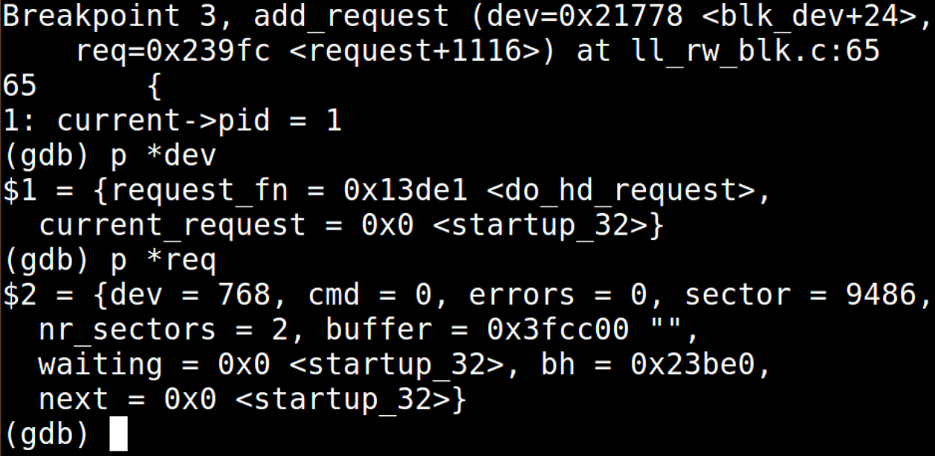 Breakpoint 3, add_request (dev=0x21778 <blk_dev+24>,
    req=0x239fc <request+1116>) at ll_rw_blk.c:65
65      {
1: current->pid = 1
(gdb) p *dev
$1 = {request_fn = 0x13de1 <do_hd_request>,
  current_request = 0x0 <startup_32>}
(gdb) p *req
$2 = {dev = 768, cmd = 0, errors = 0, sector = 9486,
  nr_sectors = 2, buffer = 0x3fcc00 "",
  waiting = 0x0 <startup_32>, bh = 0x23be0,
  next = 0x0 <startup_32>}
(gdb)